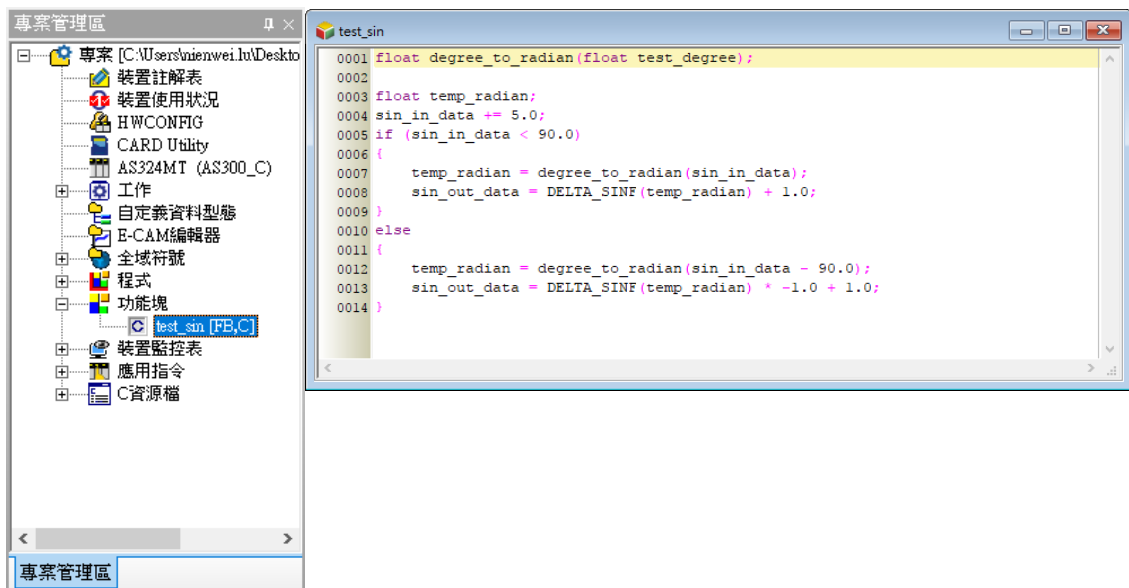 專案管理區
專案 [C:\Users\nienwei.lu\Deskto
裝置註解表
裝置使用狀況
HWCONFIG
CARD Utility
AS324MT (AS300_C)
工作
自定義資料型態
E-CAM編輯器
全域符號
程式
功能塊
test_sin [FB,C]
裝置監控表
應用指令
C資源檔
專案管理區
test_sin
0001 float degree_to_radian(float test_degree);
0002
0003 float temp_radian;
0004 sin_in_data += 5.0;
0005 if (sin_in_data < 90.0)
0006 {
0007     temp_radian = degree_to_radian(sin_in_data);
0008     sin_out_data = DELTA_SINF(temp_radian) + 1.0;
0009 }
0010 else
0011 {
0012     temp_radian = degree_to_radian(sin_in_data - 90.0);
0013     sin_out_data = DELTA_SINF(temp_radian) * -1.0 + 1.0;
0014 }